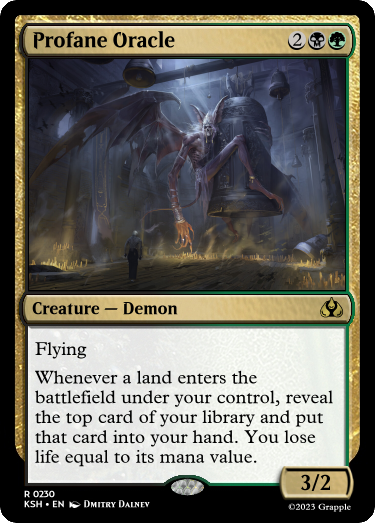 Profane Oracle 2
Creature — Demon
Flying
Whenever a land enters the
battlefield under your control, reveal
the top card of your library and put
that card into your hand. You lose
life equal to its mana value.
3/2
R 0230
KSH • EN Dmitry Dalnev
©2023 Grapple